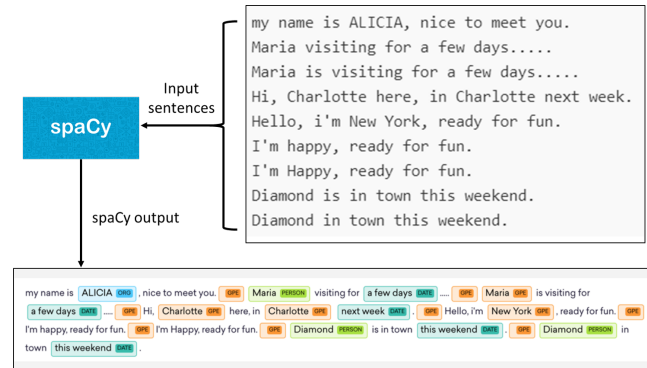 my name is ALICIA, nice to meet you.
Maria visiting for a few days.....
Maria is visiting for a few days.....
Hi, Charlotte here, in Charlotte next week.
Hello, i'm New York, ready for fun.
I'm happy, ready for fun.
I'm Happy, ready for fun.
Diamond is in town this weekend.
Diamond in town this weekend.
Input
sentences
spaCy
spaCy output
my name is ALICIA ORG , nice to meet you. GPE Maria PERSON visiting for a few days DATE ..... GPE Maria GPE is visiting for
a few days DATE ..... GPE Hi, Charlotte GPE here, in Charlotte GPE next week DATE . GPE Hello, i'm New York GPE , ready for fun. GPE
I'm happy, ready for fun. GPE I'm Happy, ready for fun. GPE Diamond PERSON is in town this weekend DATE . GPE Diamond PERSON in
town this weekend DATE .